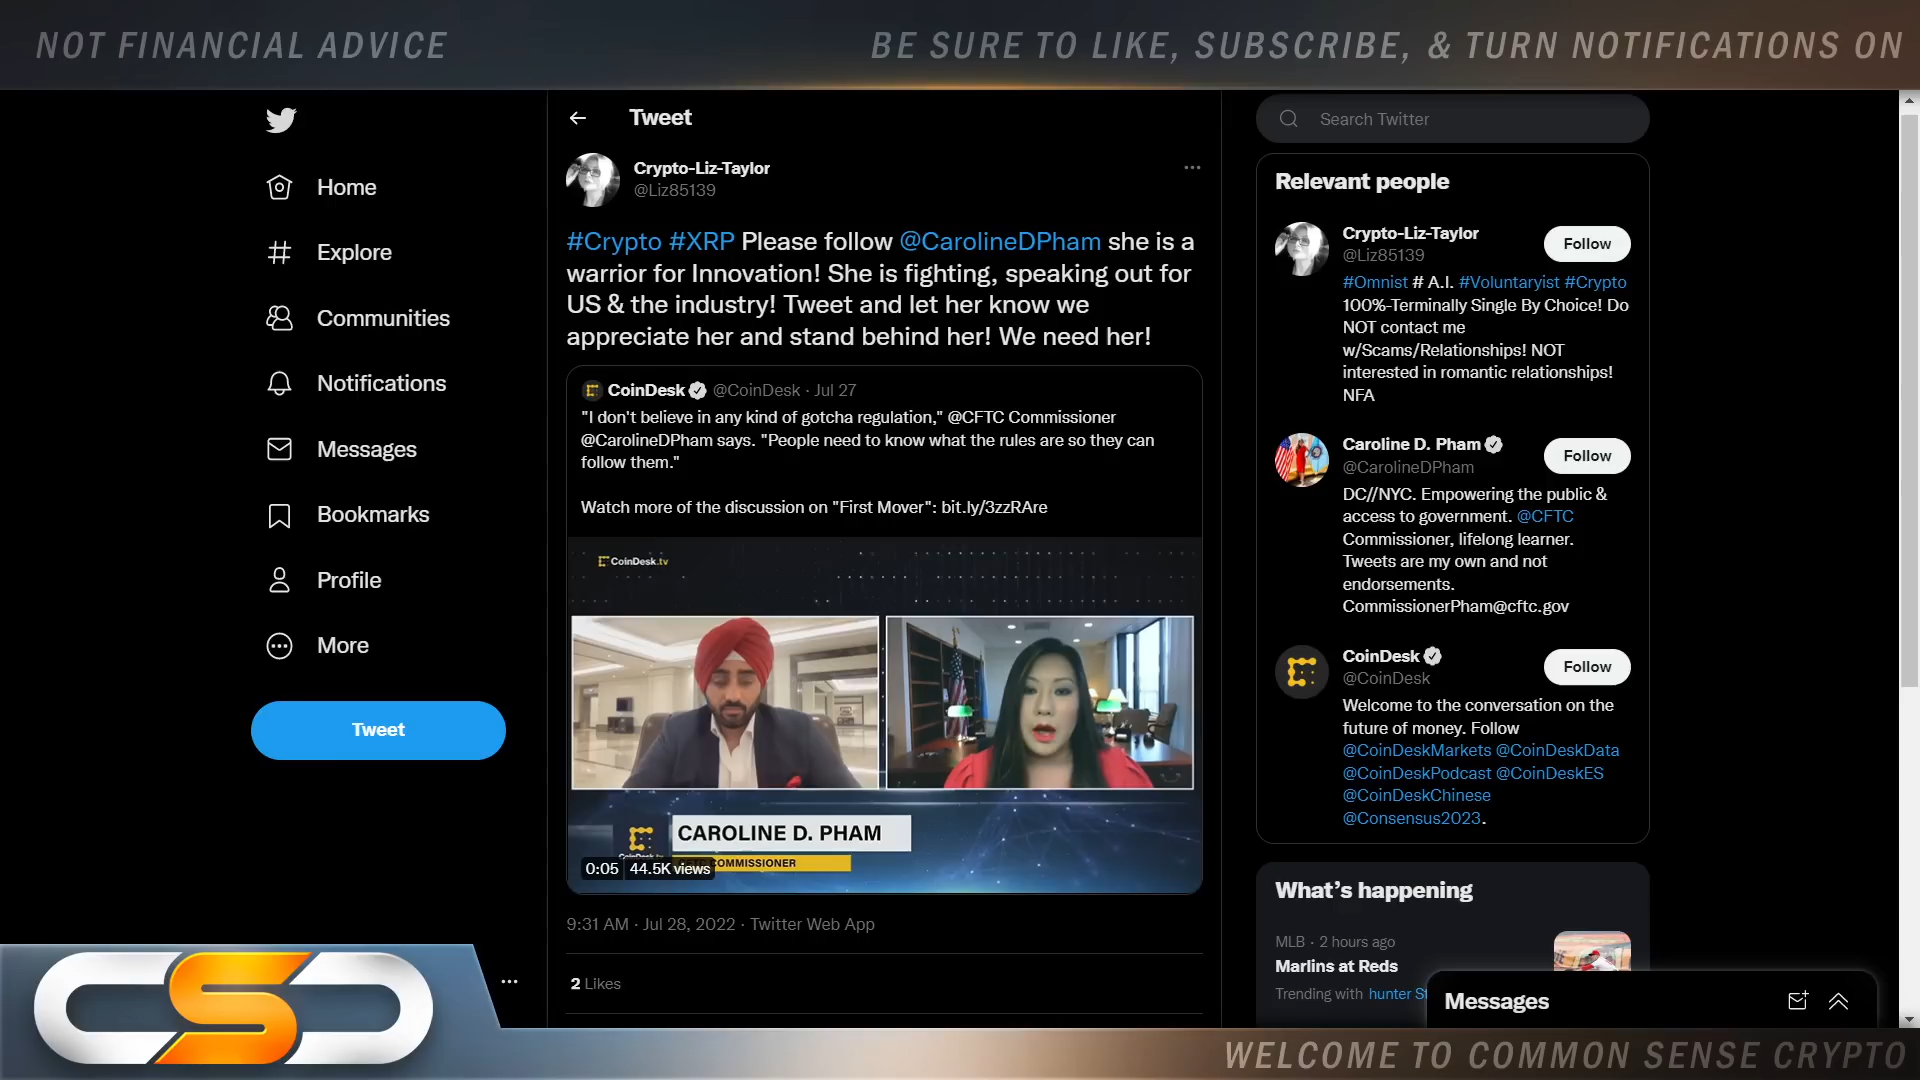 NOT FINANCIAL ADVICE
BE SURE TO LIKE, SUBSCRIBE, & TURN NOTIFICATIONS ON
Home
Explore
Communities
Notifications
Messages
Bookmarks
Profile
More
Tweet
Tweet
Crypto-Liz-Taylor
@Liz85139
#Crypto #XRP Please follow @CarolineDPham she is a
warrior for Innovation! She is fighting, speaking out for
US & the industry! Tweet and let her know we
appreciate her and stand behind her! We need her!
CoinDesk @CoinDesk · Jul 27
"I don't believe in any kind of gotcha regulation," @CFTC Commissioner
@CarolineDPham says. "People need to know what the rules are so they can
follow them."
Watch more of the discussion on "First Mover": bit.ly/3zzRAre
CoinDesk.tv
CAROLINE D. PHAM
COMMISSIONER
0:05 44.5K views
9:31 AM · Jul 28, 2022 · Twitter Web App
2 Likes
Search Twitter
Relevant people
Crypto-Liz-Taylor
@Liz85139
Follow
#Omnist # A.I. #Voluntaryist #Crypto
100%-Terminally Single By Choice! Do
NOT contact me
w/Scams/Relationships! NOT
interested in romantic relationships!
NFA
Caroline D. Pham
@CarolineDPham
Follow
DC//NYC. Empowering the public &
access to government. @CFTC
Commissioner, lifelong learner.
Tweets are my own and not
endorsements.
CommissionerPham@cftc.gov
CoinDesk
@CoinDesk
Follow
Welcome to the conversation on the
future of money. Follow
@CoinDeskMarkets @CoinDeskData
@CoinDeskPodcast @CoinDeskES
@CoinDeskChinese
@Consensus2023.
What's happening
MLB · 2 hours ago
Marlins at Reds
Trending with hunter
Messages
CSC
WELCOME TO COMMON SENSE CRYPTO